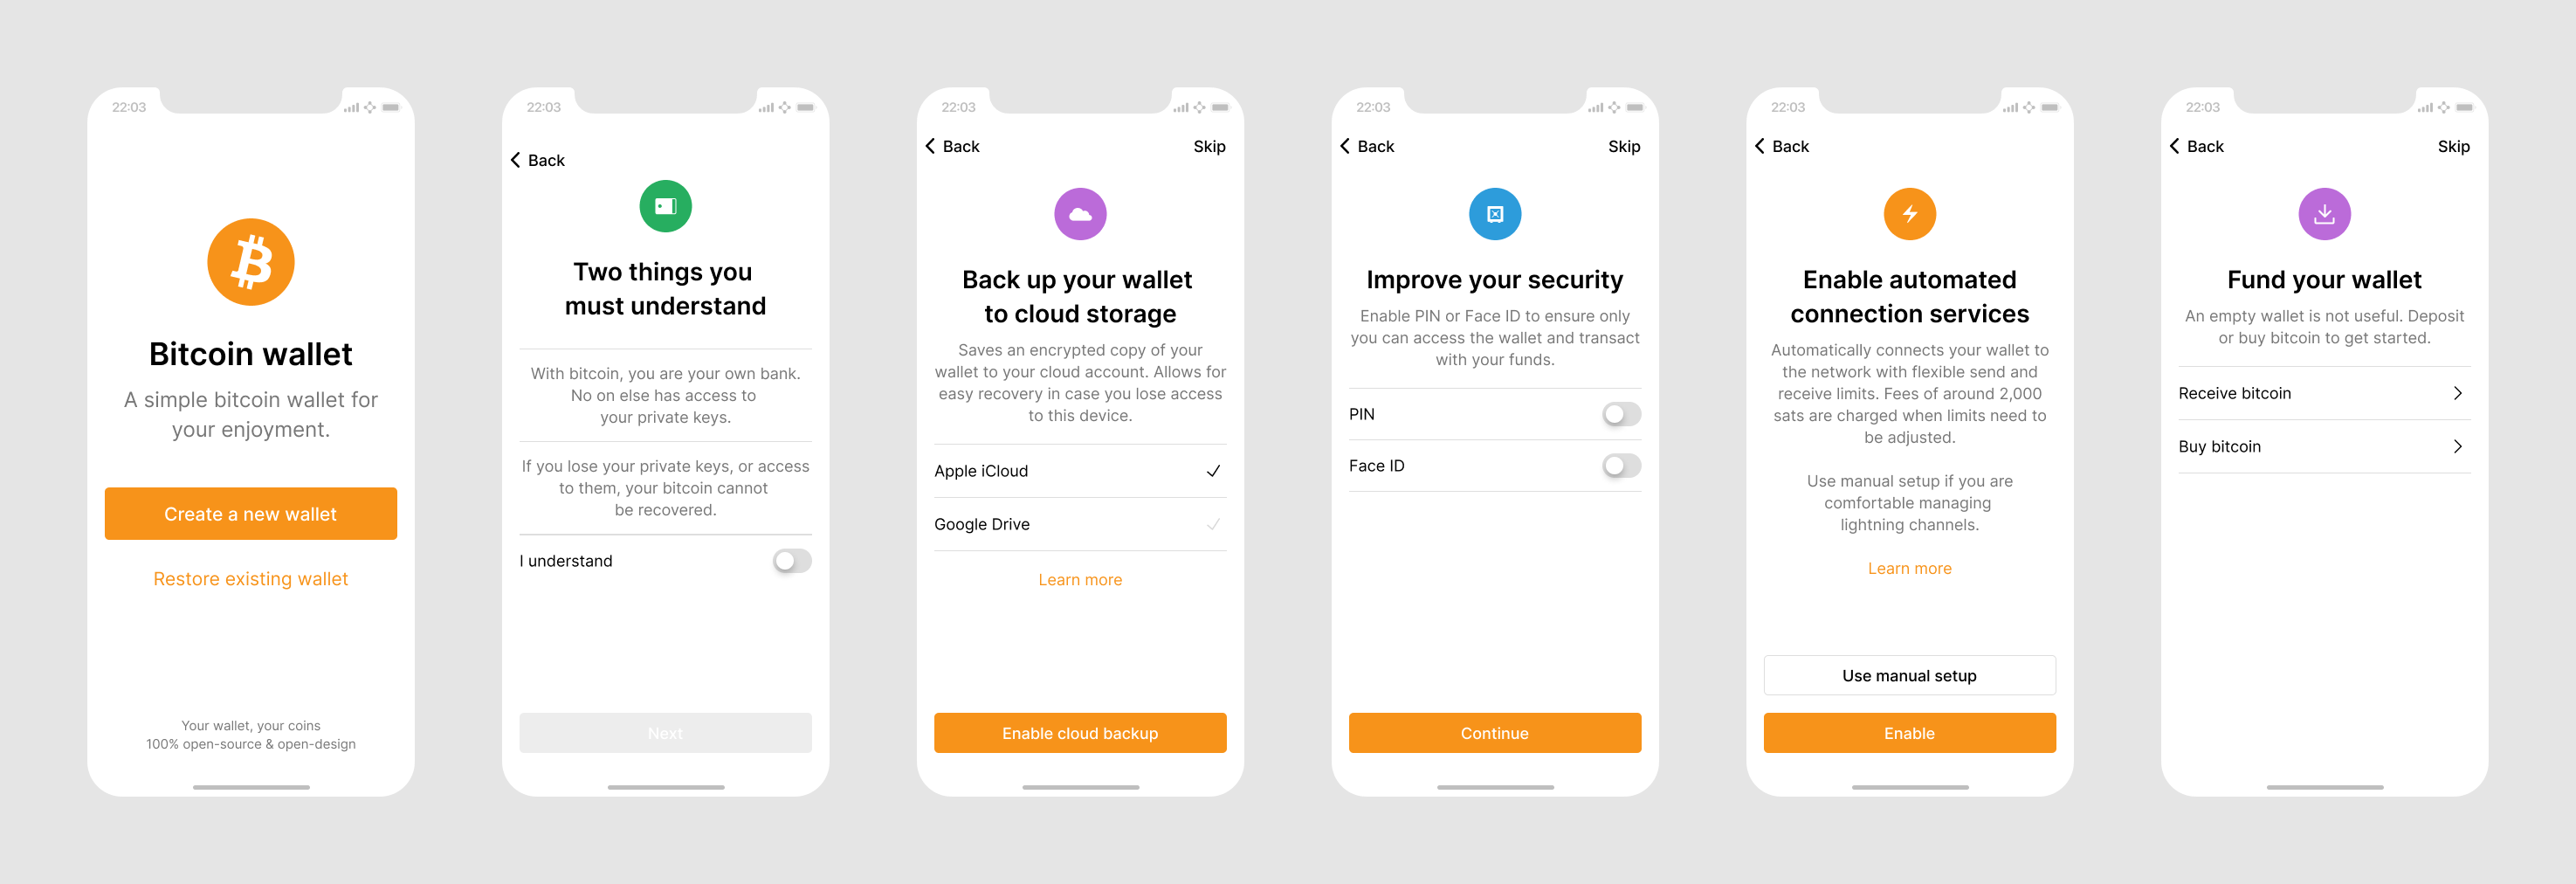 22:03
Bitcoin wallet
A simple bitcoin wallet for
your enjoyment.
Create a new wallet
Restore existing wallet
Your wallet, your coins
100% open-source & open-design
22:03
Back
Two things you
must understand
With bitcoin, you are your own bank.
No on else has access to
your private keys.
If you lose your private keys, or access
to them, your bitcoin cannot
be recovered.
I understand
Next
22:03
Back Skip
Back up your wallet
to cloud storage
Saves an encrypted copy of your
wallet to your cloud account. Allows for
easy recovery in case you lose access
to this device.
Apple iCloud
Google Drive
Learn more
Enable cloud backup
22:03
Back Skip
Improve your security
Enable PIN or Face ID to ensure only
you can access the wallet and transact
with your funds.
PIN
Face ID
Continue
22:03
Back
Enable automated
connection services
Automatically connects your wallet to
the network with flexible send and
receive limits. Fees of around 2,000
sats are charged when limits need to
be adjusted.
Use manual setup if you are
comfortable managing
lightning channels.
Learn more
Use manual setup
Enable
22:03
Back Skip
Fund your wallet
An empty wallet is not useful. Deposit
or buy bitcoin to get started.
Receive bitcoin
Buy bitcoin